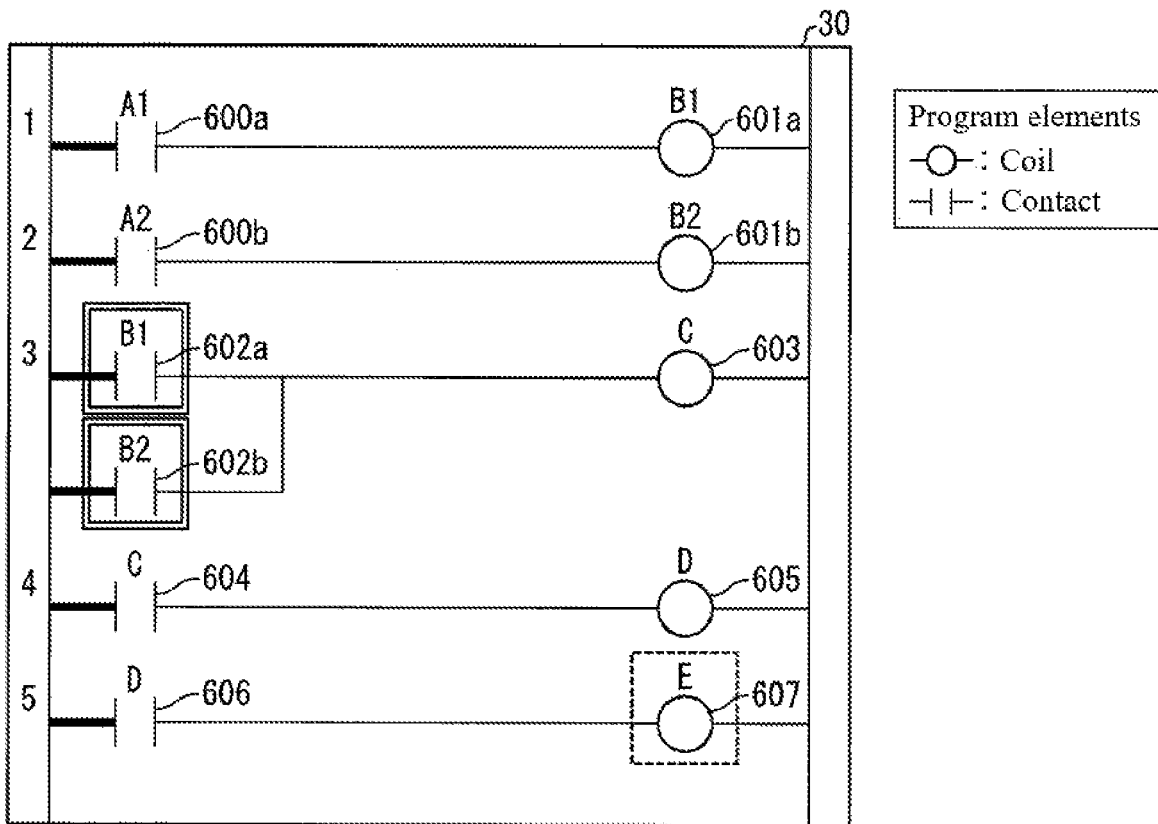 30
1 A1 600a B1 601a
2 A2 600b B2 601b
3 B1 602a C 603
B2 602b
4 C 604 D 605
5 D 606 E 607
Program elements
: Coil
: Contact